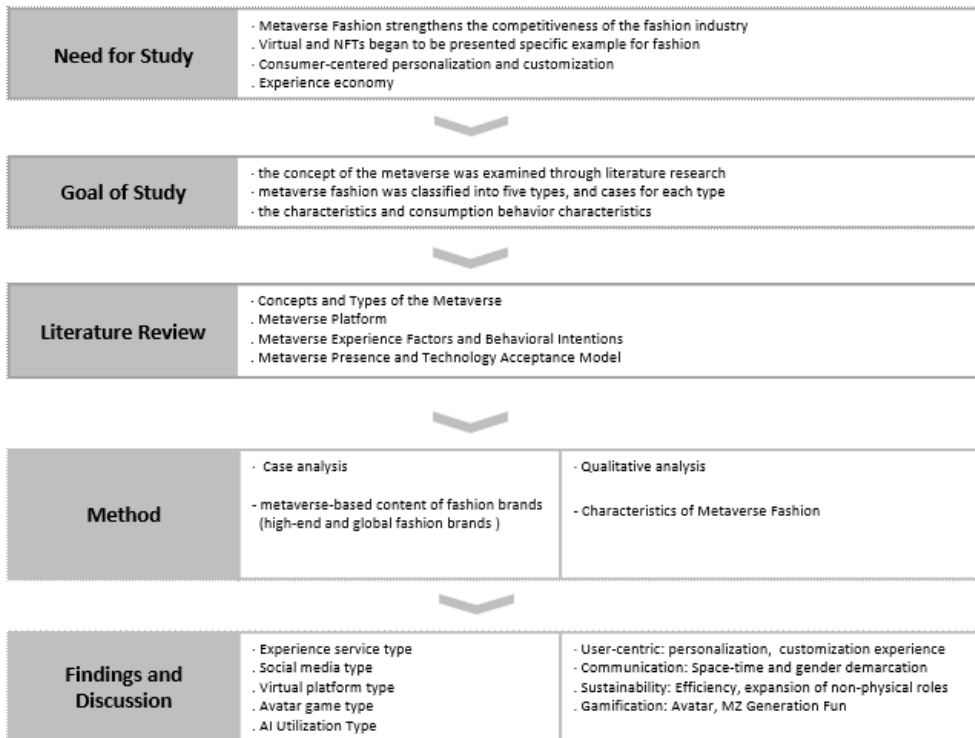 Need for Study
· Metaverse Fashion strengthens the competitiveness of the fashion industry
. Virtual and NFTs began to be presented specific example for fashion
· Consumer-centered personalization and customization
. Experience economy
Goal of Study
· the concept of the metaverse was examined through literature research
· metaverse fashion was classified into five types, and cases for each type
· the characteristics and consumption behavior characteristics
Literature Review
· Concepts and Types of the Metaverse
. Metaverse Platform
. Metaverse Experience Factors and Behavioral Intentions
. Metaverse Presence and Technology Acceptance Model
Method
· Case analysis
- metaverse-based content of fashion brands
(high-end and global fashion brands )
· Qualitative analysis
- Characteristics of Metaverse Fashion
Findings and
Discussion
· Experience service type
. Social media type
. Virtual platform type
. Avatar game type
. AI Utilization Type
· User-centric: personalization, customization experience
· Communication: Space-time and gender demarcation
. Sustainability: Efficiency, expansion of non-physical roles
. Gamification: Avatar, MZ Generation Fun